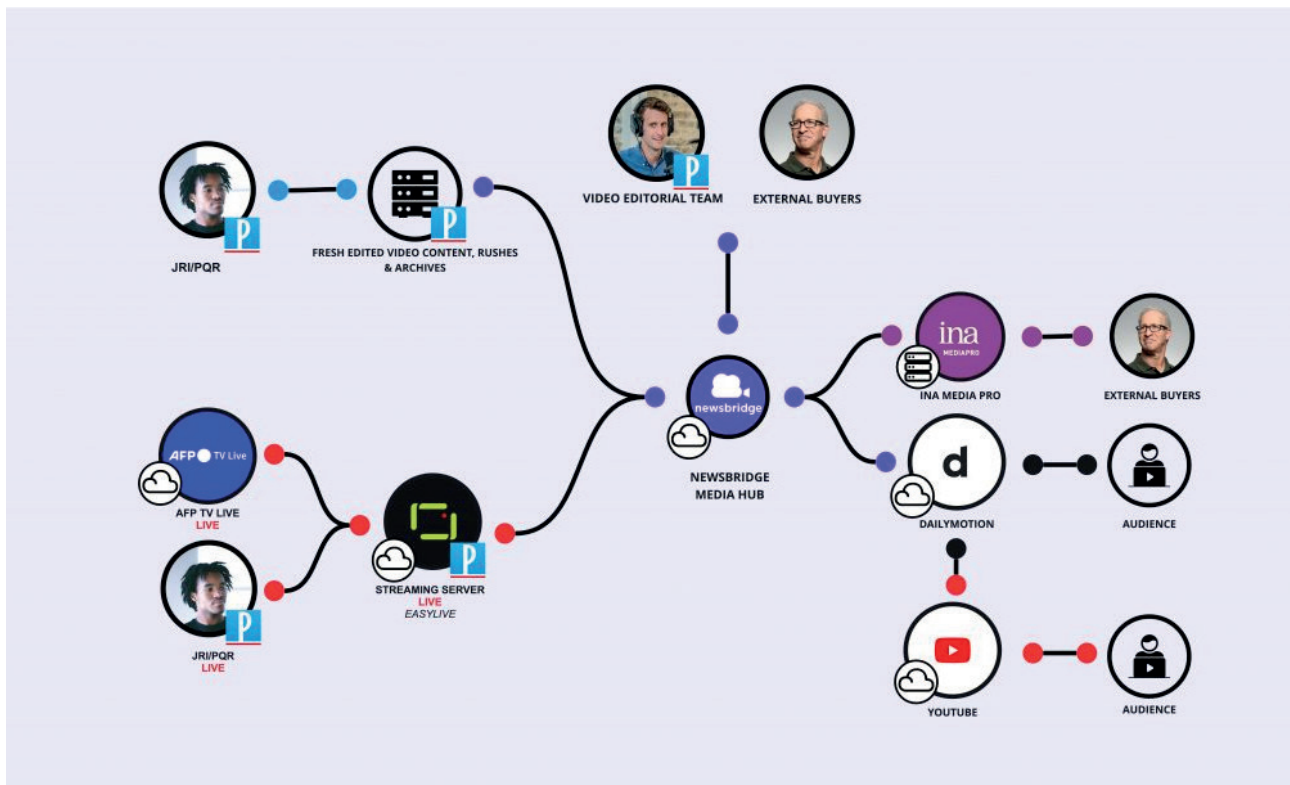 P
VIDEO EDITORIAL TEAM
EXTERNAL BUYERS
P
JRI/PQR
P
FRESH EDITED VIDEO CONTENT, RUSHES
& ARCHIVES
ina
MEDIAPRO
INA MEDIA PRO
EXTERNAL BUYERS
newsbridge
NEWSBRIDGE
MEDIA HUB
AFP TV Live
AFP TV LIVE
LIVE
P
STREAMING SERVER
LIVE
EASYLIVE
P
JRI/PQR
LIVE
d
DAILYMOTION
AUDIENCE
YOUTUBE
AUDIENCE